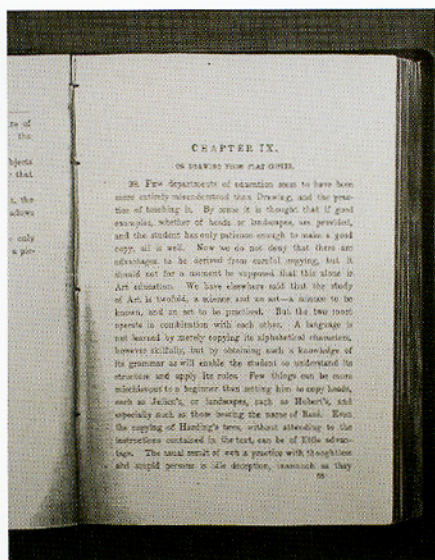 ure of
the
bjects
that
s, the
adows
only
a pic-
CHAPTER IX.
ON DRAWING FROM FLAT COPIES.
Few departments of education seem to have been
more entirely misunderstood than Drawing, and the prac-
tice of teaching it. By some it is thought that if good
examples, whether of heads or landscapes, are provided,
and the student has only patience enough to make a good
copy, all is well. Now we do not deny that there are
advantages to be derived from careful copying, but it
should not for a moment be supposed that this alone is
Art education. We have elsewhere said that the study
of Art is twofold, a science and an art—a science to be
known, and an art to be practised. But the two must
operate in combination with each other. A language is
not learned by merely copying its alphabetical characters,
however skilfully, but by obtaining such a knowledge of
its grammar as will enable the student to understand its
structure and apply its rules. Few things can be more
mischievous to a beginner than setting him to copy heads,
such as Julien's, or landscapes, such as Hubert's, and
especially such as those bearing the name of
Even
the copying of Harding's trees, without attending to the
instructions contained in the text, can be of little advan-
tage. The usual result of such a practice with thoughtless
and stupid persons is idle deception, inasmuch as they